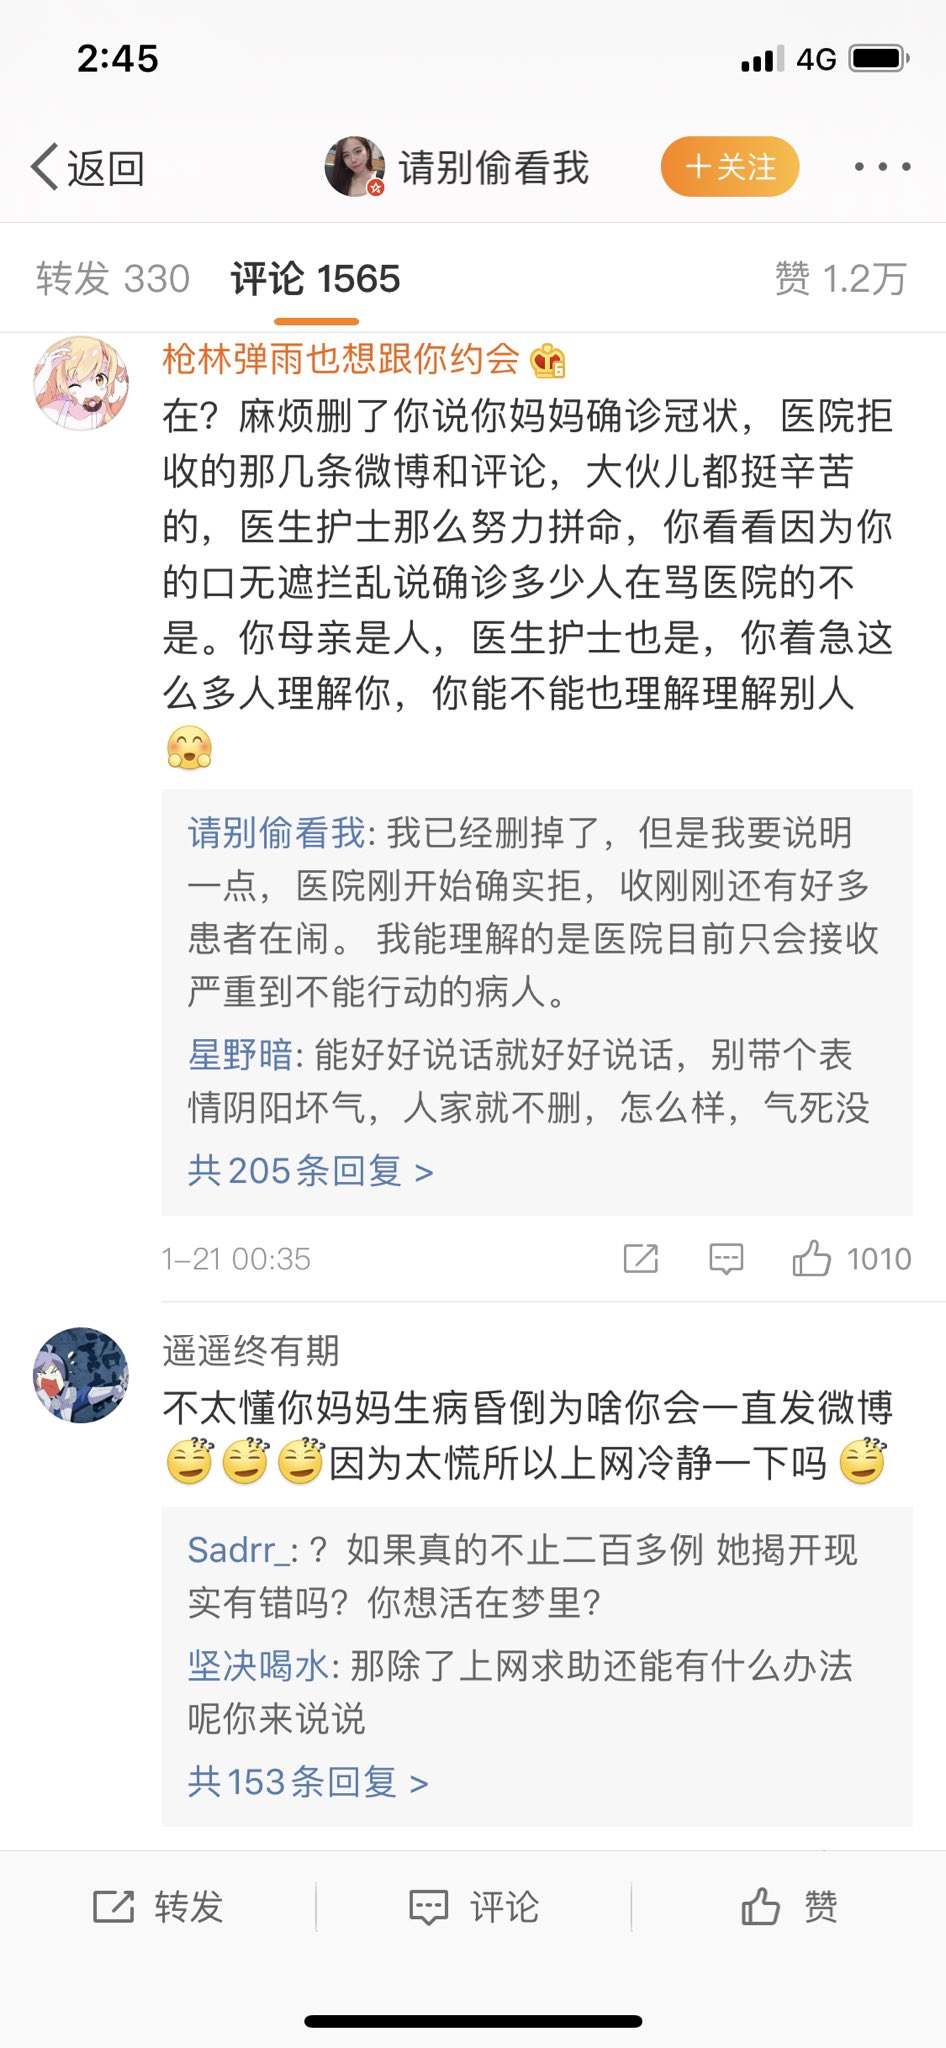 2:45
4G
返回
请别偷看我
+关注
转发 330
评论 1565
赞 1.2万
枪林弹雨也想跟你约会
6
在？麻烦删了你说你妈妈确诊冠状，医院拒
收的那几条微博和评论，大伙儿都挺辛苦
的，医生护士那么努力拼命，你看看因为你
的口无遮拦乱说确诊多少人在骂医院的不
是。你母亲是人，医生护士也是，你着急这
么多人理解你，你能不能也理解理解别人
请别偷看我: 我已经删掉了，但是我要说明
一点，医院刚开始确实拒，收刚刚还有好多
患者在闹。 我能理解的是医院目前只会接收
严重到不能行动的病人。
星野暗: 能好好说话就好好说话，别带个表
情阴阳坏气，人家就不删，怎么样，气死没
共205条回复 >
1-21 00:35
1010
遥遥终有期
不太懂你妈妈生病昏倒为啥你会一直发微博
因为太慌所以上网冷静一下吗
Sadrr_: ？如果真的不止二百多例 她揭开现
实有错吗？你想活在梦里？
坚决喝水: 那除了上网求助还能有什么办法
呢你来说说
共153条回复 >
转发
评论
赞